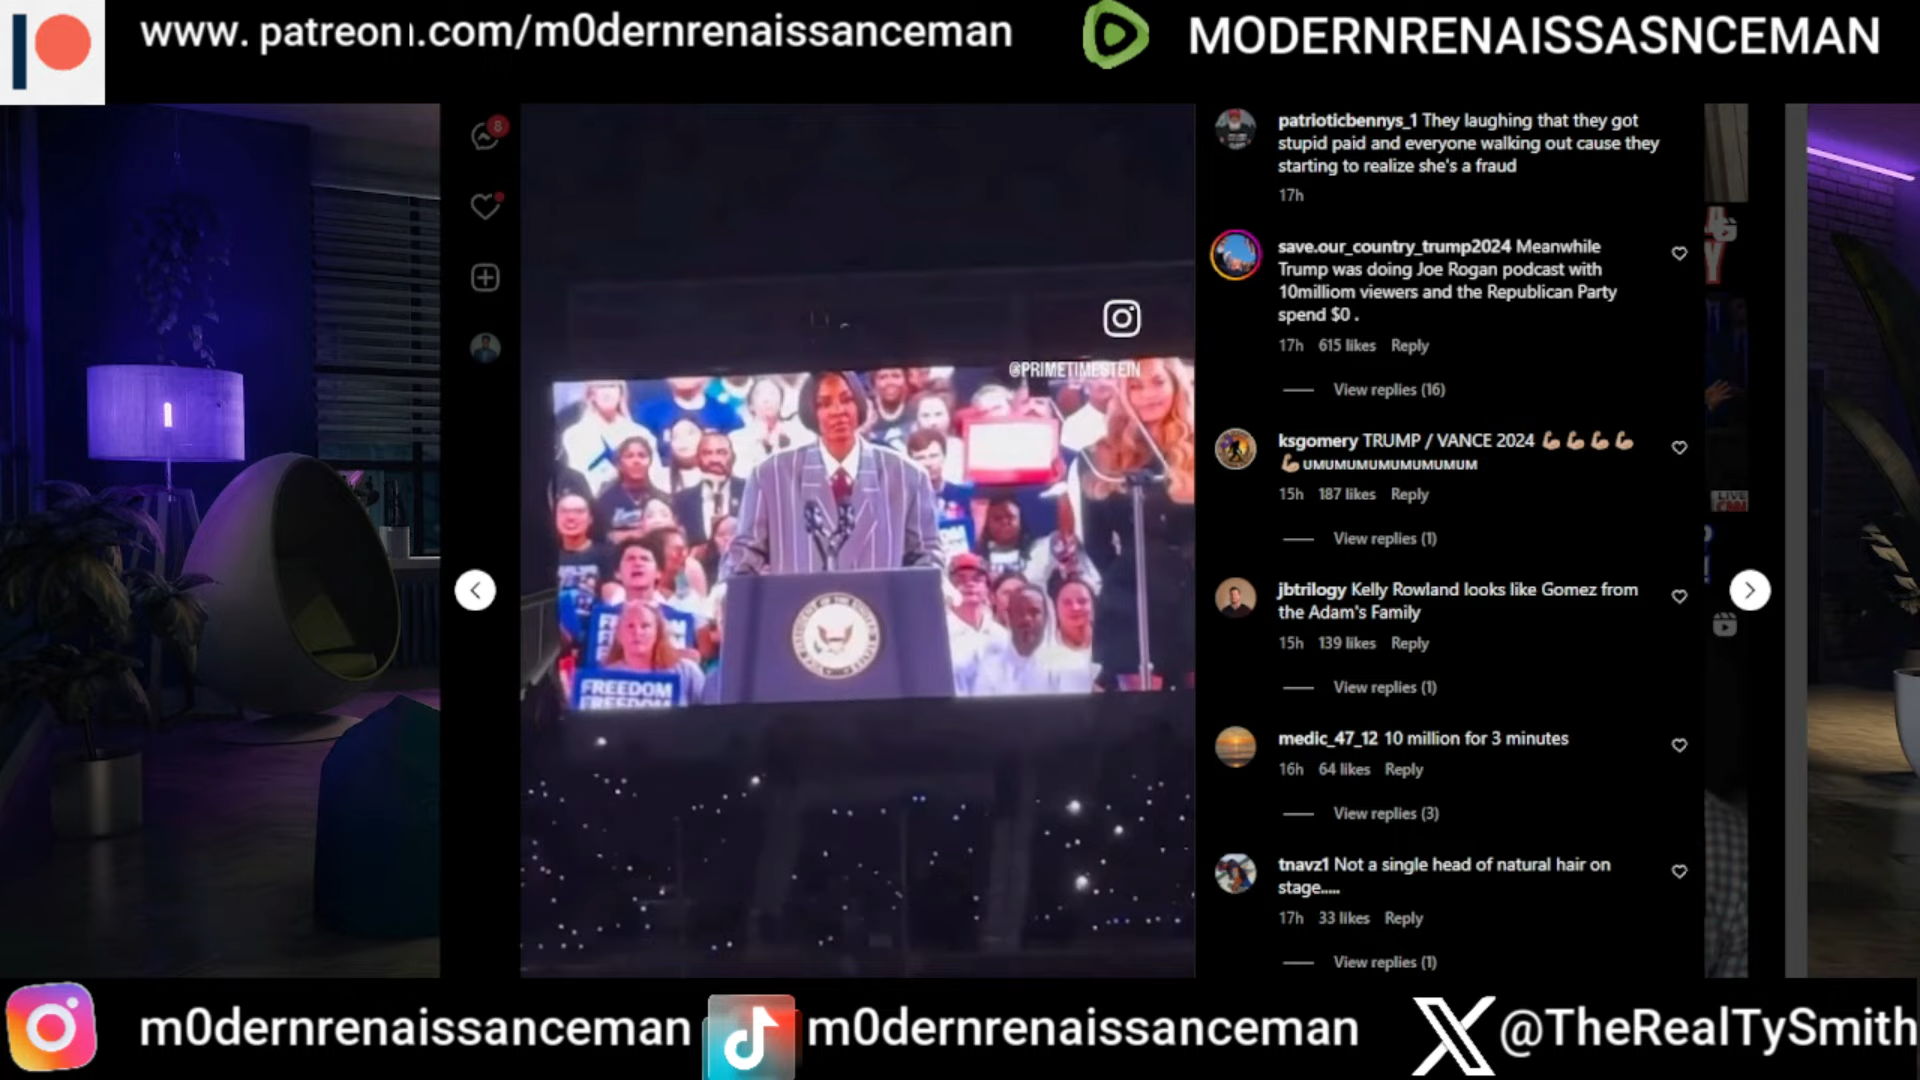 www. patreon.com/m0dernrenaissanceman
MODERNRENAISSASNCEMAN
8
patrioticbennys_1 They laughing that they got
stupid paid and everyone walking out cause they
starting to realize she's a fraud
17h
save.our_country_trump2024 Meanwhile
Trump was doing Joe Rogan podcast with
10milliom viewers and the Republican Party
spend $0 .
17h 615 likes Reply
View replies (16)
@PRIMETIMESTEIN
ksgomery TRUMP / VANCE 2024 💪🏼💪🏼💪🏼💪🏼
💪🏼🇺🇲🇺🇲🇺🇲🇺🇲🇺🇲🇺🇲🇺🇲
15h 187 likes Reply
View replies (1)
jbtrilogy Kelly Rowland looks like Gomez from
the Adam's Family
15h 139 likes Reply
View replies (1)
FREEDOM
FREEDOM
medic_47_12 10 million for 3 minutes
16h 64 likes Reply
View replies (3)
tnavz1 Not a single head of natural hair on
stage.....
17h 33 likes Reply
View replies (1)
LIVE
m0dernrenaissanceman
m0dernrenaissanceman
@TheRealTySmith